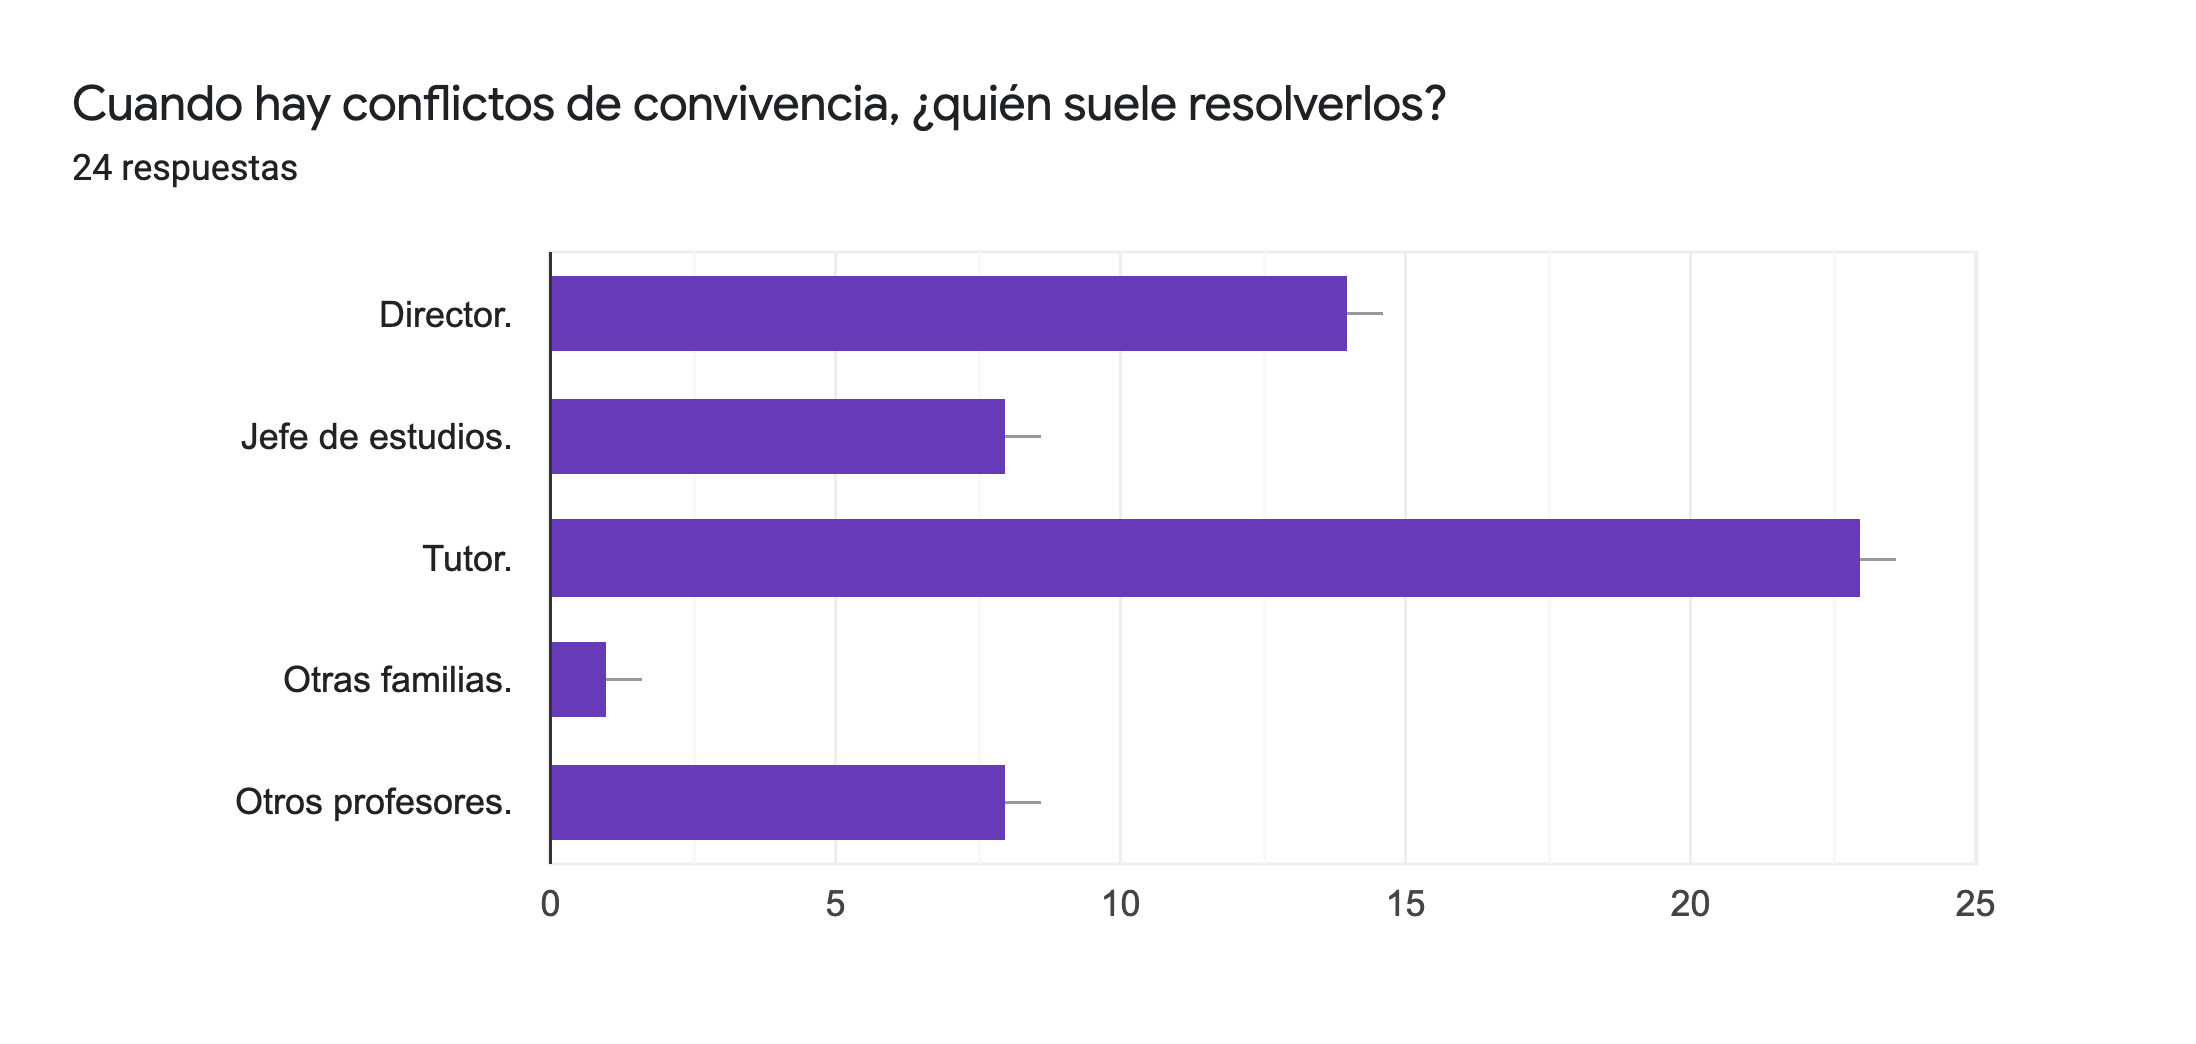 Cuando hay conflictos de convivencia, ¿quién suele resolverlos?
24 respuestas
Director.
Jefe de estudios.
Tutor.
Otras familias.
Otros profesores.
0 5 10 15 20 25